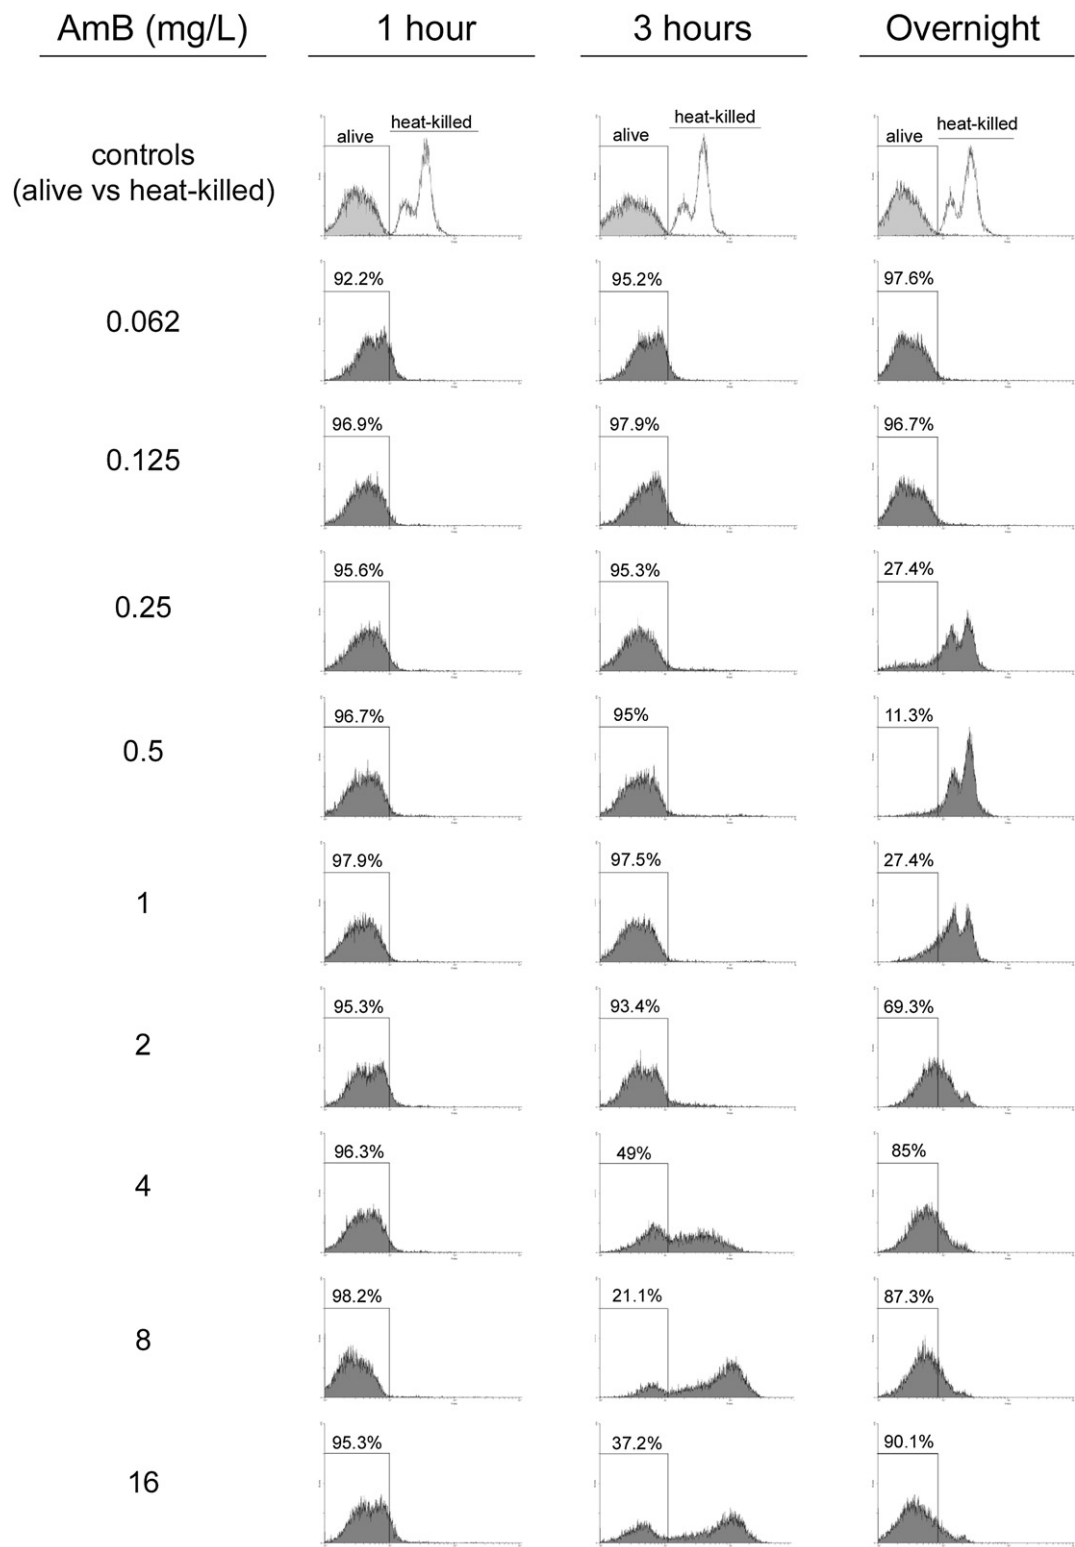 AmB (mg/L) 1 hour 3 hours Overnight
controls
(alive vs heat-killed)
alive heat-killed alive heat-killed alive heat-killed
0.062 92.2% 95.2% 97.6%
0.125 96.9% 97.9% 96.7%
0.25 95.6% 95.3% 27.4%
0.5 96.7% 95% 11.3%
1 97.9% 97.5% 27.4%
2 95.3% 93.4% 69.3%
4 96.3% 49% 85%
8 98.2% 21.1% 87.3%
16 95.3% 37.2% 90.1%